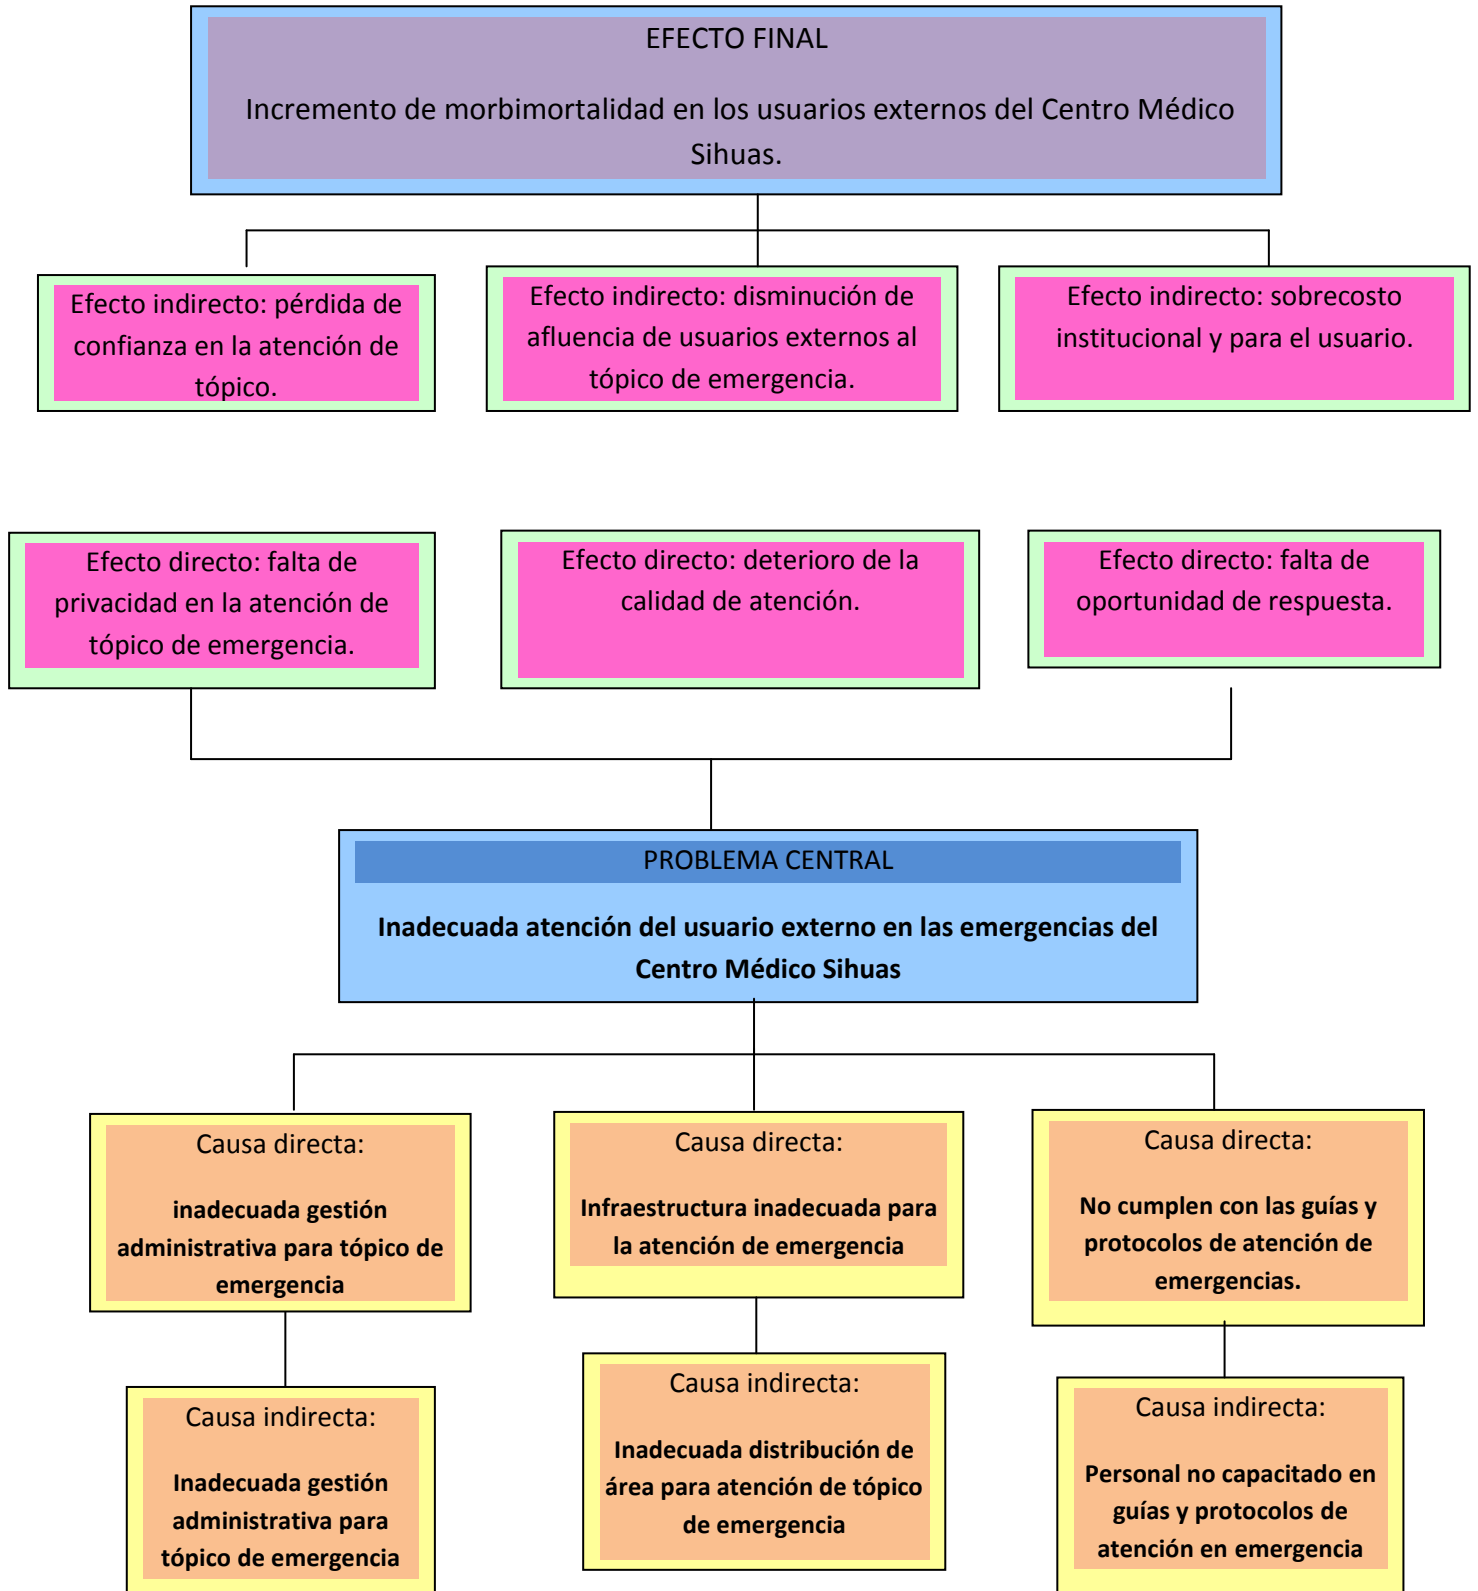 EFECTO FINAL
Incremento de morbimortalidad en los usuarios externos del Centro Médico
Sihuas.
Efecto indirecto: pérdida de
confianza en la atención de
tópico.
Efecto indirecto: disminución de
afluencia de usuarios externos al
tópico de emergencia.
Efecto indirecto: sobrecosto
institucional y para el usuario.
Efecto directo: falta de
privacidad en la atención de
tópico de emergencia.
Efecto directo: deterioro de la
calidad de atención.
Efecto directo: falta de
oportunidad de respuesta.
PROBLEMA CENTRAL
Inadecuada atención del usuario externo en las emergencias del
Centro Médico Sihuas
Causa directa:
inadecuada gestión
administrativa para tópico de
emergencia
Causa directa:
Infraestructura inadecuada para
la atención de emergencia
Causa directa:
No cumplen con las guías y
protocolos de atención de
emergencias.
Causa indirecta:
Inadecuada gestión
administrativa para
tópico de emergencia
Causa indirecta:
Inadecuada distribución de
área para atención de tópico
de emergencia
Causa indirecta:
Personal no capacitado en
guías y protocolos de
atención en emergencia